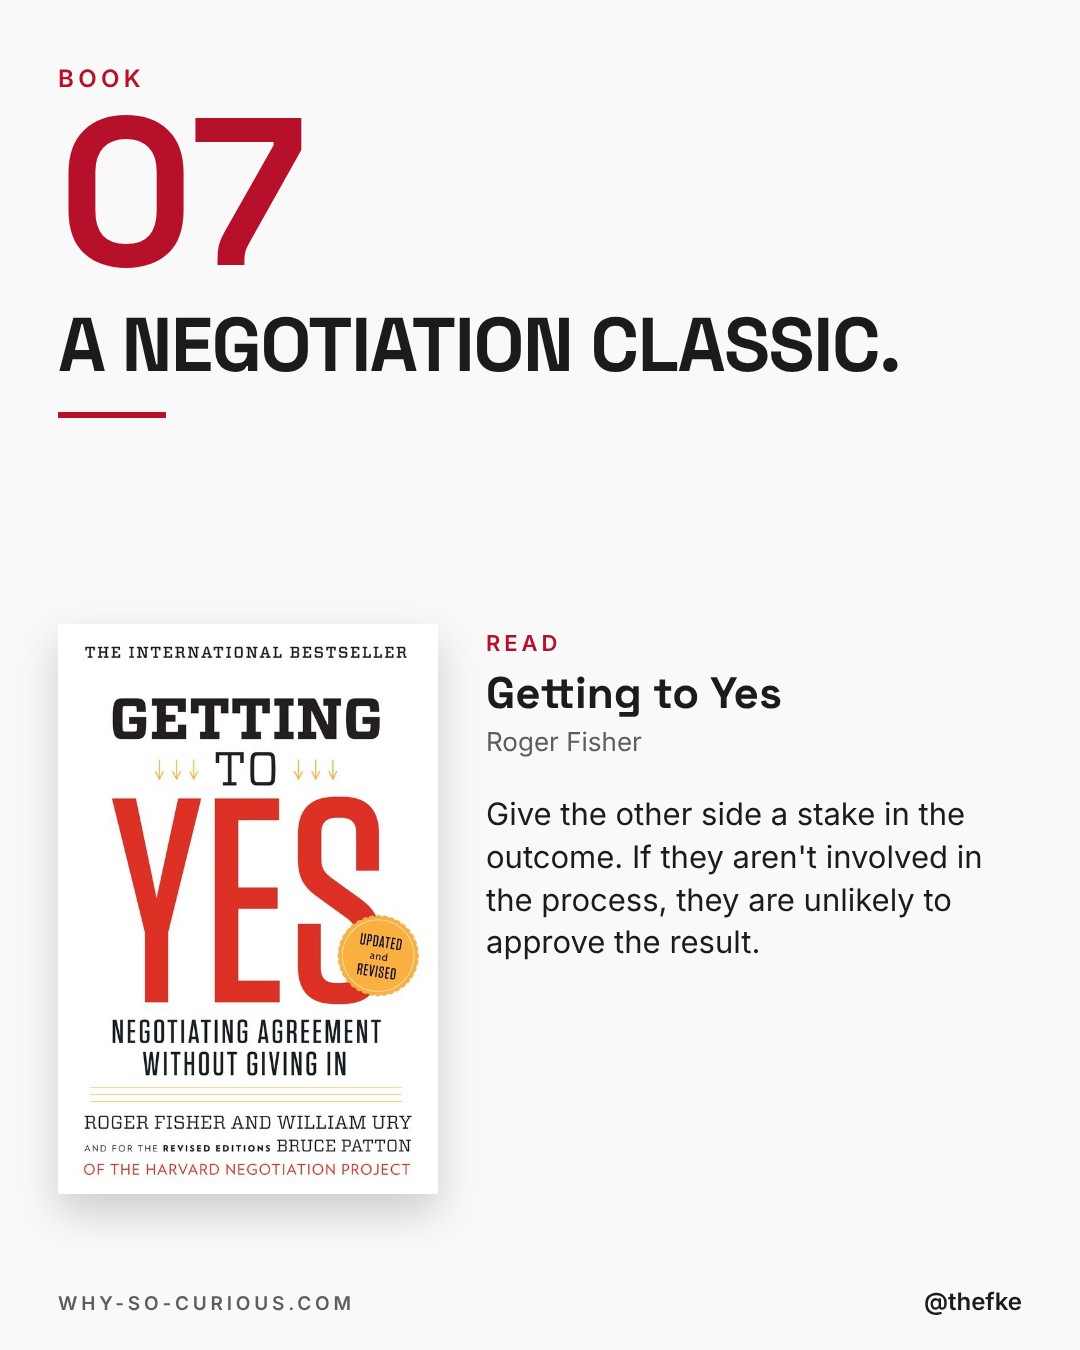 BOOK
07
A NEGOTIATION CLASSIC.
THE INTERNATIONAL BESTSELLER
GETTING
TO
YES
UPDATED
and
REVISED
NEGOTIATING AGREEMENT
WITHOUT GIVING IN
ROGER FISHER AND WILLIAM URY
AND FOR THE REVISED EDITIONS BRUCE PATTON
OF THE HARVARD NEGOTIATION PROJECT
READ
Getting to Yes
Roger Fisher
Give the other side a stake in the
outcome. If they aren't involved in
the process, they are unlikely to
approve the result.
WHY-SO-CURIOUS.COM
@thefke